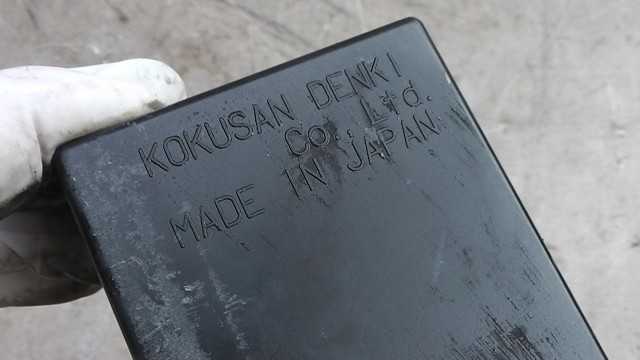 KOKUSAN DENKI
Co., Ltd.
MADE IN JAPAN